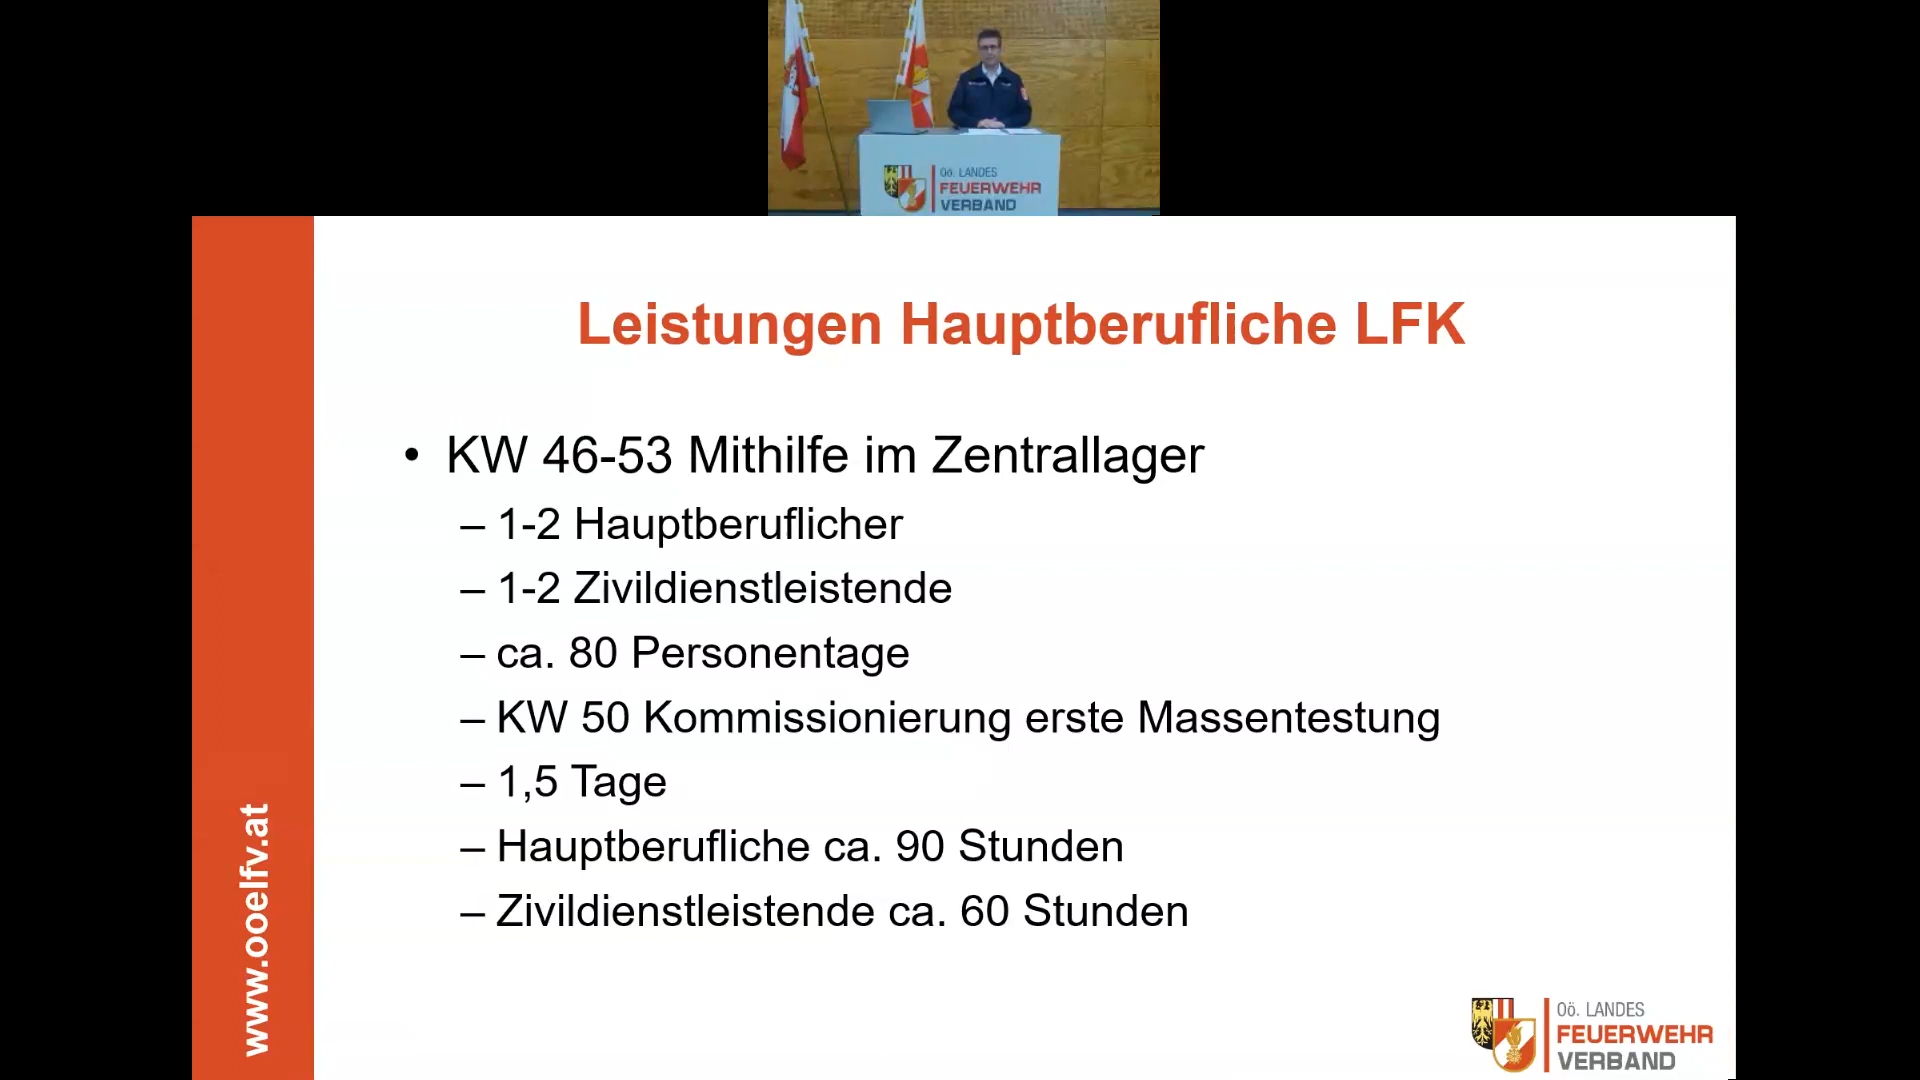 Oö. LANDES
FEUERWEHR
VERBAND
Leistungen Hauptberufliche LFK
• KW 46-53 Mithilfe im Zentrallager
– 1-2 Hauptberuflicher
– 1-2 Zivildienstleistende
– ca. 80 Personentage
– KW 50 Kommissionierung erste Massentestung
– 1,5 Tage
– Hauptberufliche ca. 90 Stunden
– Zivildienstleistende ca. 60 Stunden
www.ooelfv.at
Oö. LANDES
FEUERWEHR
VERBAND